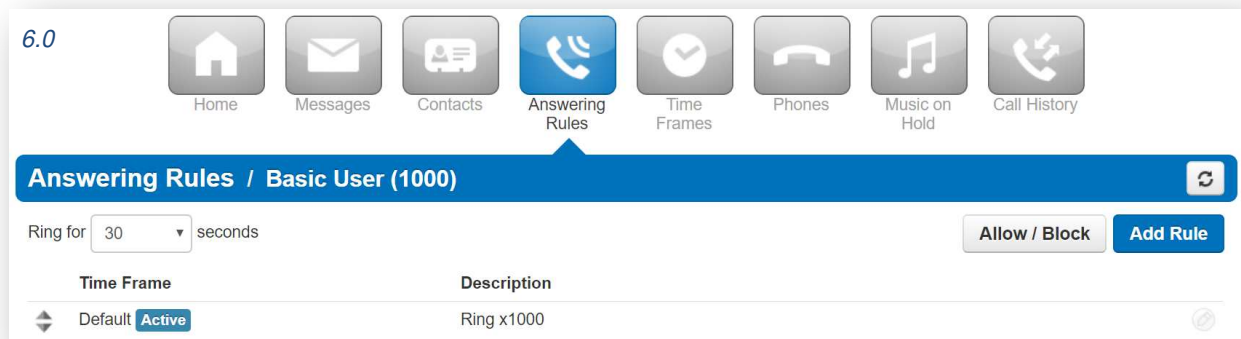 6.0
Home Messages Contacts Answering Rules Time Frames Phones Music on Hold Call History
Answering Rules / Basic User (1000)
Ring for 30 seconds Allow / Block Add Rule
Time Frame Description
Default Active Ring x1000